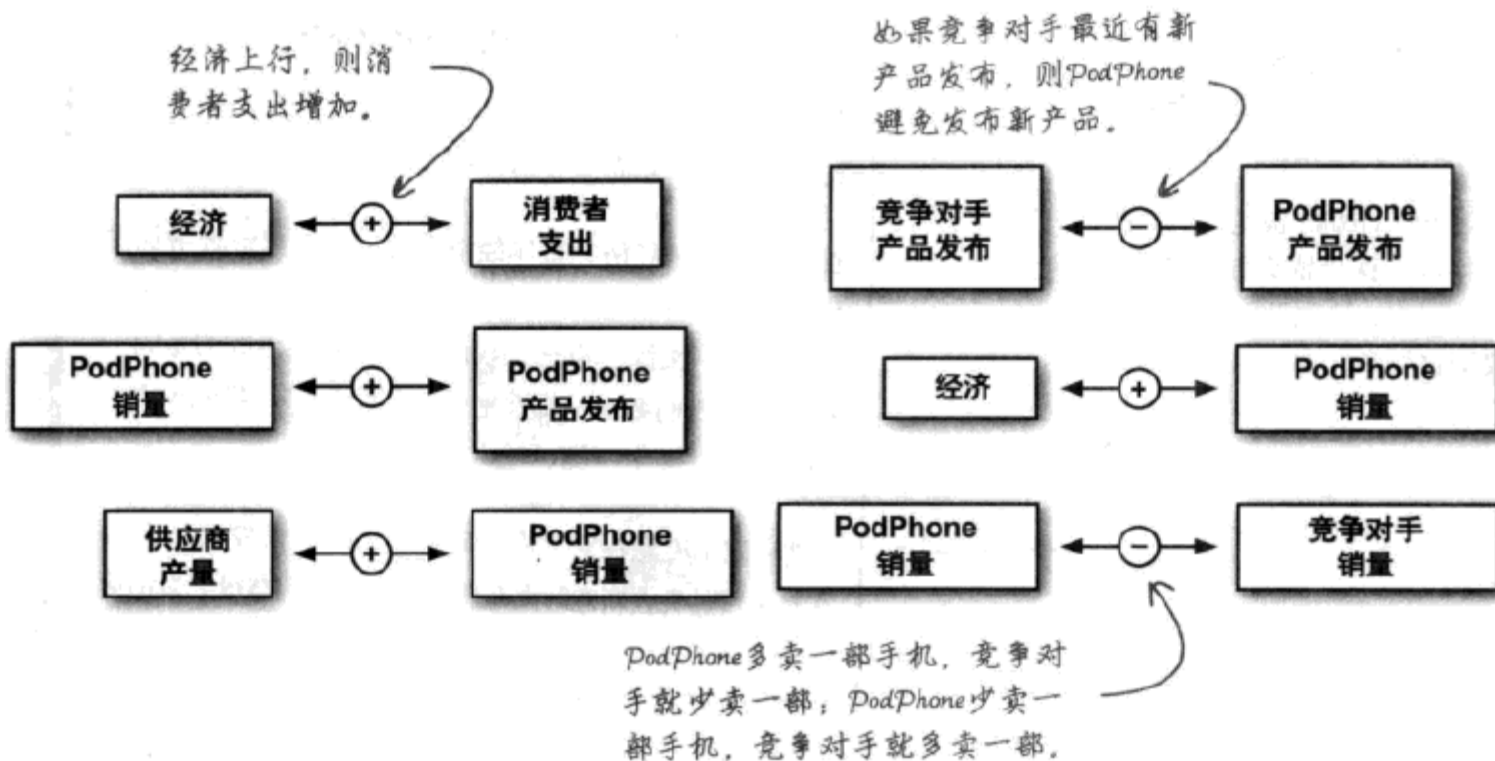 经济上行，则消
费者支出增加。
如果竞争对手最近有新
产品发布，则PodPhone
避免发布新产品。
经济
+
消费者
支出
竞争对手
产品发布
−
PodPhone
产品发布
PodPhone
销量
+
PodPhone
产品发布
经济
+
PodPhone
销量
供应商
产量
+
PodPhone
销量
PodPhone
销量
−
竞争对手
销量
PodPhone多卖一部手机，竞争对
手就少卖一部；PodPhone少卖一
部手机，竞争对手就多卖一部。